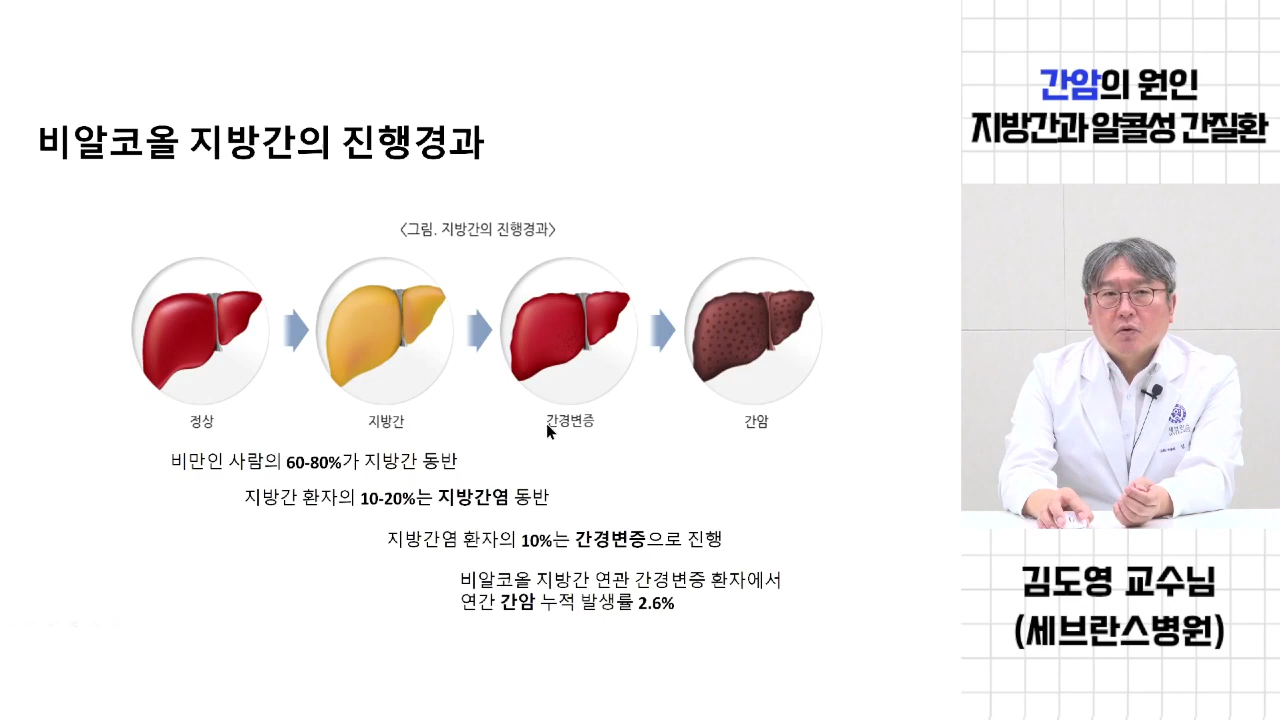 비알코올 지방간의 진행경과
<그림. 지방간의 진행경과>
정상
지방간
간경변증
간암
비만인 사람의 60-80%가 지방간 동반
지방간 환자의 10-20%는 지방간염 동반
지방간염 환자의 10%는 간경변증으로 진행
비알코올 지방간 연관 간경변증 환자에서
연간 간암 누적 발생률 2.6%
간암의 원인
지방간과 알콜성 간질환
김도영 교수님
(세브란스병원)